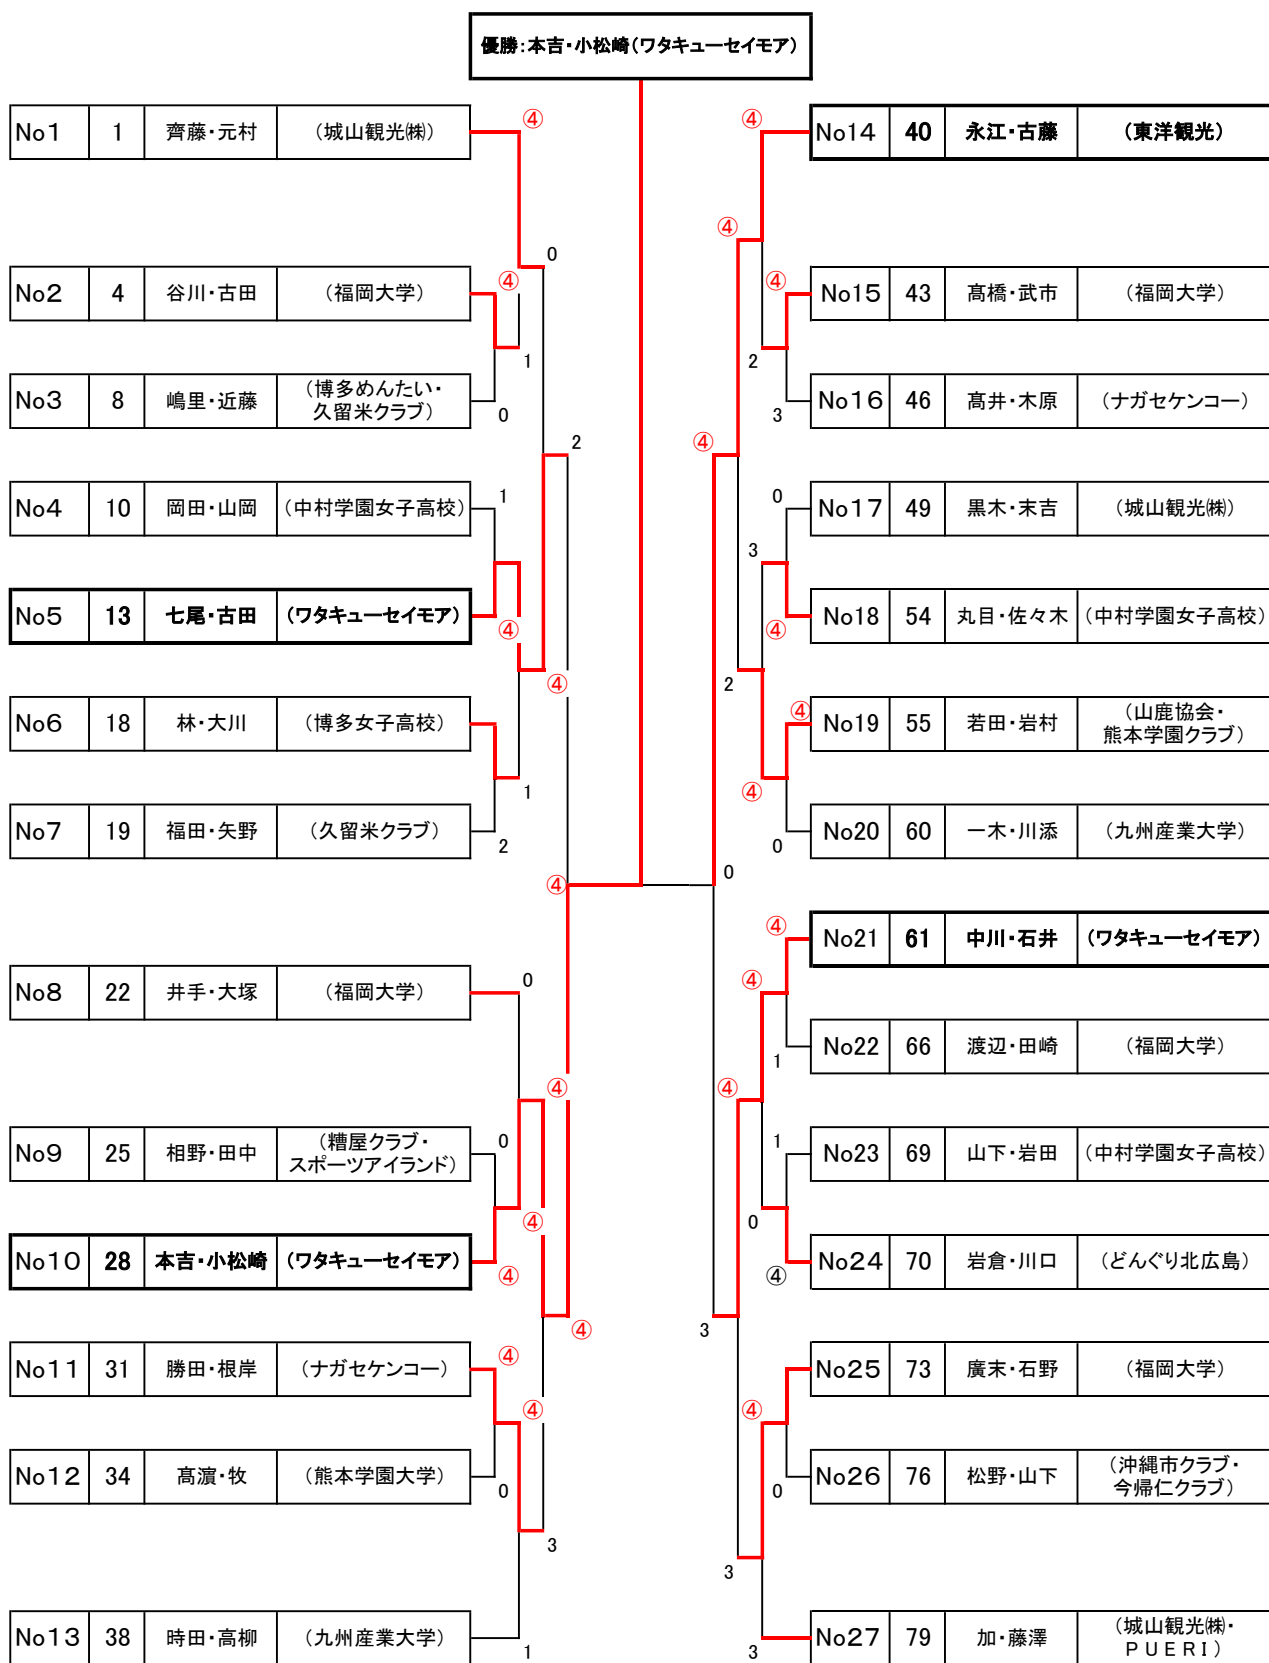 優勝:本吉・小松崎(ワタキューセイモア)
No1 1 齊藤・元村 (城山観光㈱) ④
0
No2 4 谷川・古田 (福岡大学) ④
1
No3 8 嶋里・近藤 (博多めんたい・
久留米クラブ) 0
2
No4 10 岡田・山岡 (中村学園女子高校) 1
No5 13 七尾・古田 (ワタキューセイモア) ④
④
No6 18 林・大川 (博多女子高校)
1
No7 19 福田・矢野 (久留米クラブ) 2
④
No8 22 井手・大塚 (福岡大学) 0
④
No9 25 相野・田中 (糟屋クラブ・
スポーツアイランド) 0
④
No10 28 本吉・小松崎 (ワタキューセイモア) ④
④
No11 31 勝田・根岸 (ナガセケンコー) ④
④
No12 34 髙濵・牧 (熊本学園大学) 0
3
No13 38 時田・高柳 (九州産業大学) 1
④ No14 40 永江・古藤 (東洋観光)
④
④ No15 43 髙橋・武市 (福岡大学)
2
3 No16 46 髙井・木原 (ナガセケンコー)
④
0 No17 49 黒木・末吉 (城山観光㈱)
3
④ No18 54 丸目・佐々木 (中村学園女子高校)
2
④ No19 55 若田・岩村 (山鹿協会・
熊本学園クラブ)
④
0 No20 60 一木・川添 (九州産業大学)
0
④ No21 61 中川・石井 (ワタキューセイモア)
④
1 No22 66 渡辺・田崎 (福岡大学)
④
1 No23 69 山下・岩田 (中村学園女子高校)
0
④ No24 70 岩倉・川口 (どんぐり北広島)
3
No25 73 廣末・石野 (福岡大学)
④
0 No26 76 松野・山下 (沖縄市クラブ・
今帰仁クラブ)
3
3 No27 79 加・藤澤 (城山観光㈱・
PUERI)